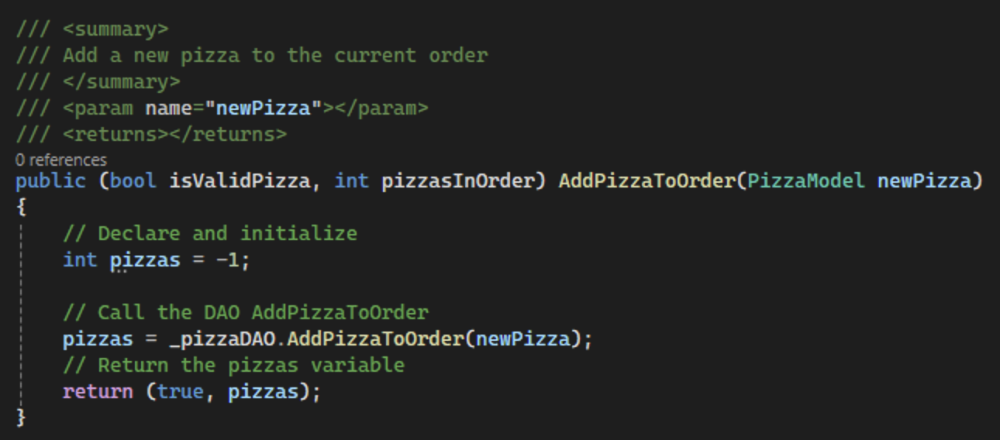 /// <summary>
/// Add a new pizza to the current order
/// </summary>
/// <param name="newPizza"></param>
/// <returns></returns>
0 references
public (bool isValidPizza, int pizzasInOrder) AddPizzaToOrder(PizzaModel newPizza)
{
    // Declare and initialize
    int pizzas = -1;

    // Call the DAO AddPizzaToOrder
    pizzas = _pizzaDAO.AddPizzaToOrder(newPizza);
    // Return the pizzas variable
    return (true, pizzas);
}